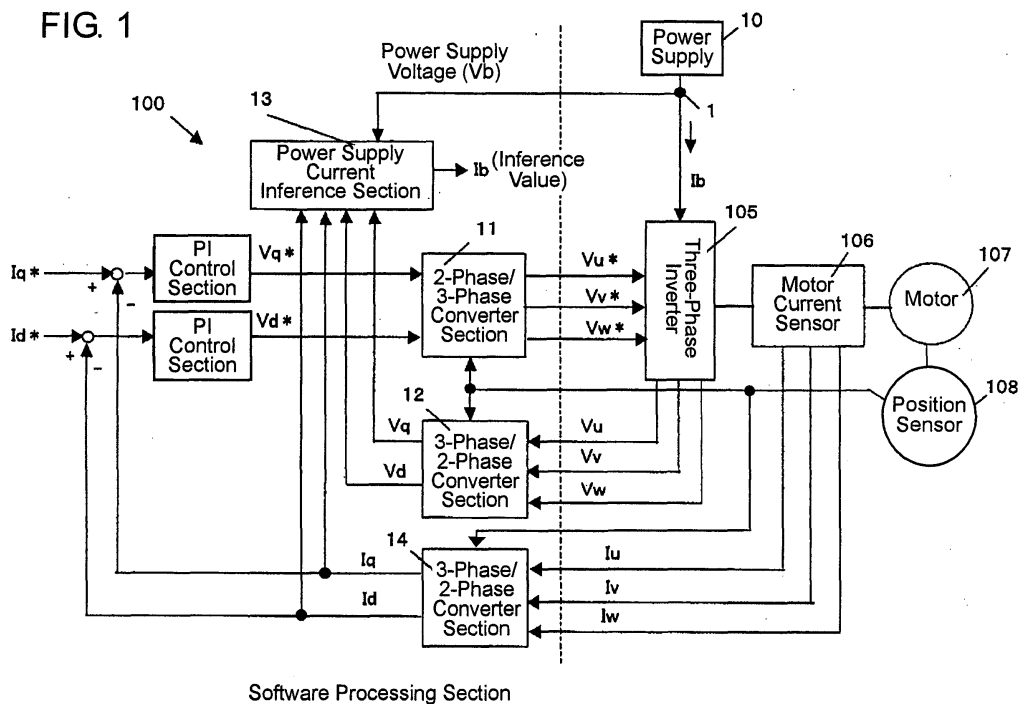 FIG. 1
10
Power
Supply
Power Supply
Voltage (Vb)
1
100
13
Power Supply
Current
Inference Section
Ib
(Inference
Value)
Ib
105
Three-Phase
Inverter
106
Motor
Current
Sensor
107
Motor
108
Position
Sensor
Iq*
+
−
PI
Control
Section
Vq*
Id*
+
−
PI
Control
Section
Vd*
11
2-Phase/
3-Phase
Converter
Section
Vu*
Vv*
Vw*
12
3-Phase/
2-Phase
Converter
Section
Vq
Vd
Vu
Vv
Vw
14
3-Phase/
2-Phase
Converter
Section
Iq
Id
Iu
Iv
Iw
Software Processing Section